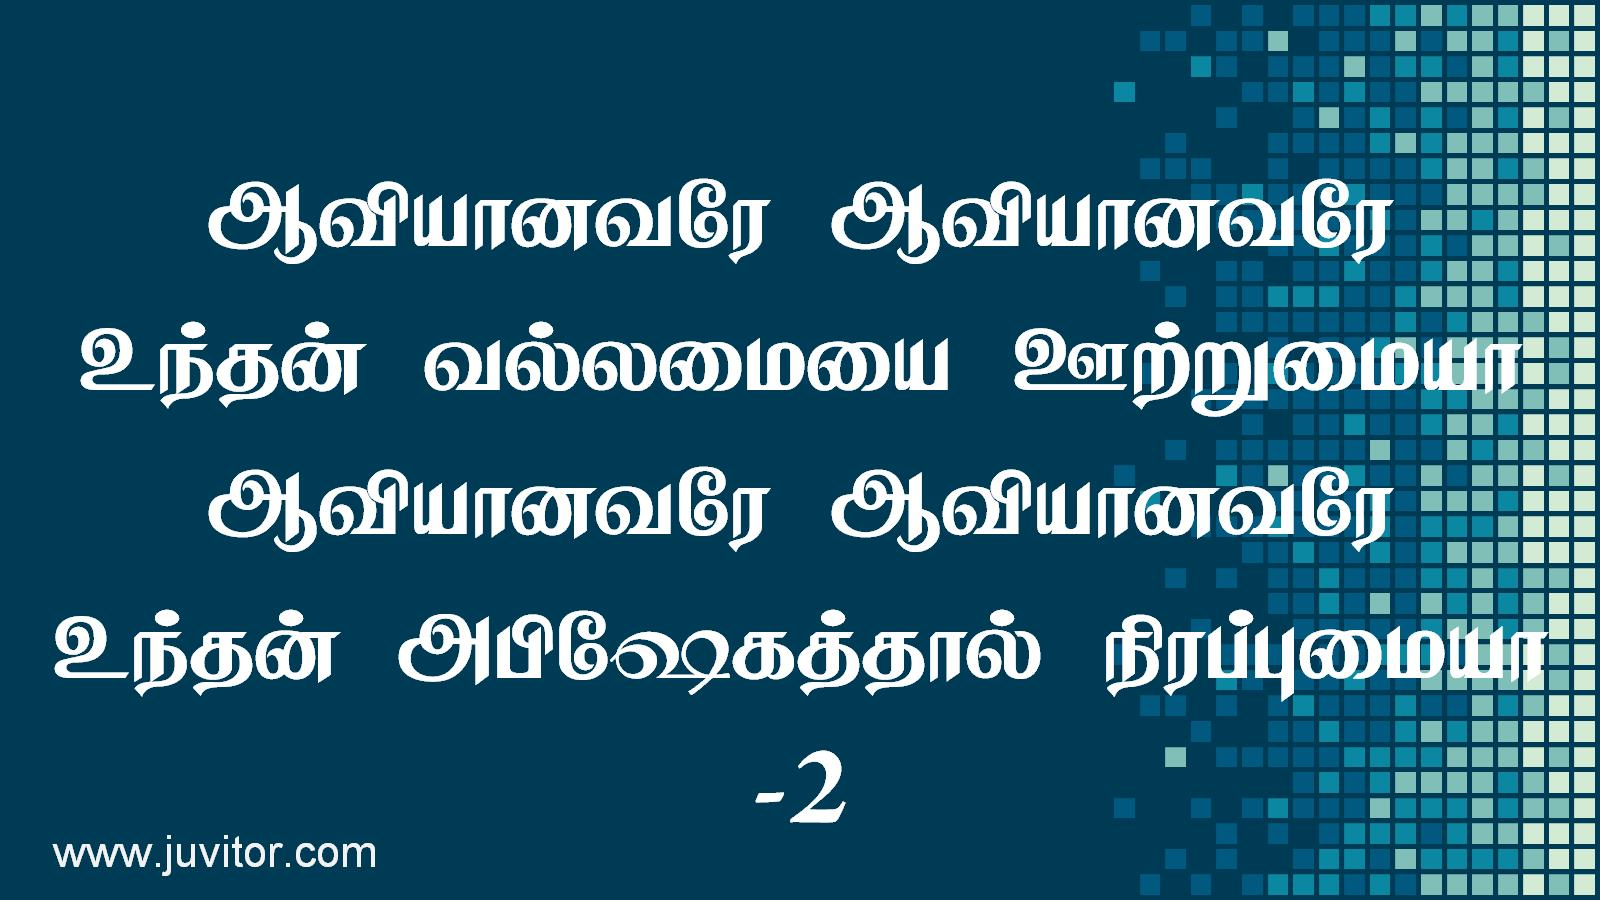 ஆவியானவரே ஆவியானவரே
உந்தன் வல்லமையை ஊற்றுமையா
ஆவியானவரே ஆவியானவரே
உந்தன் அபிஷேகத்தால் நிரப்புமையா
-2
www.juvitor.com